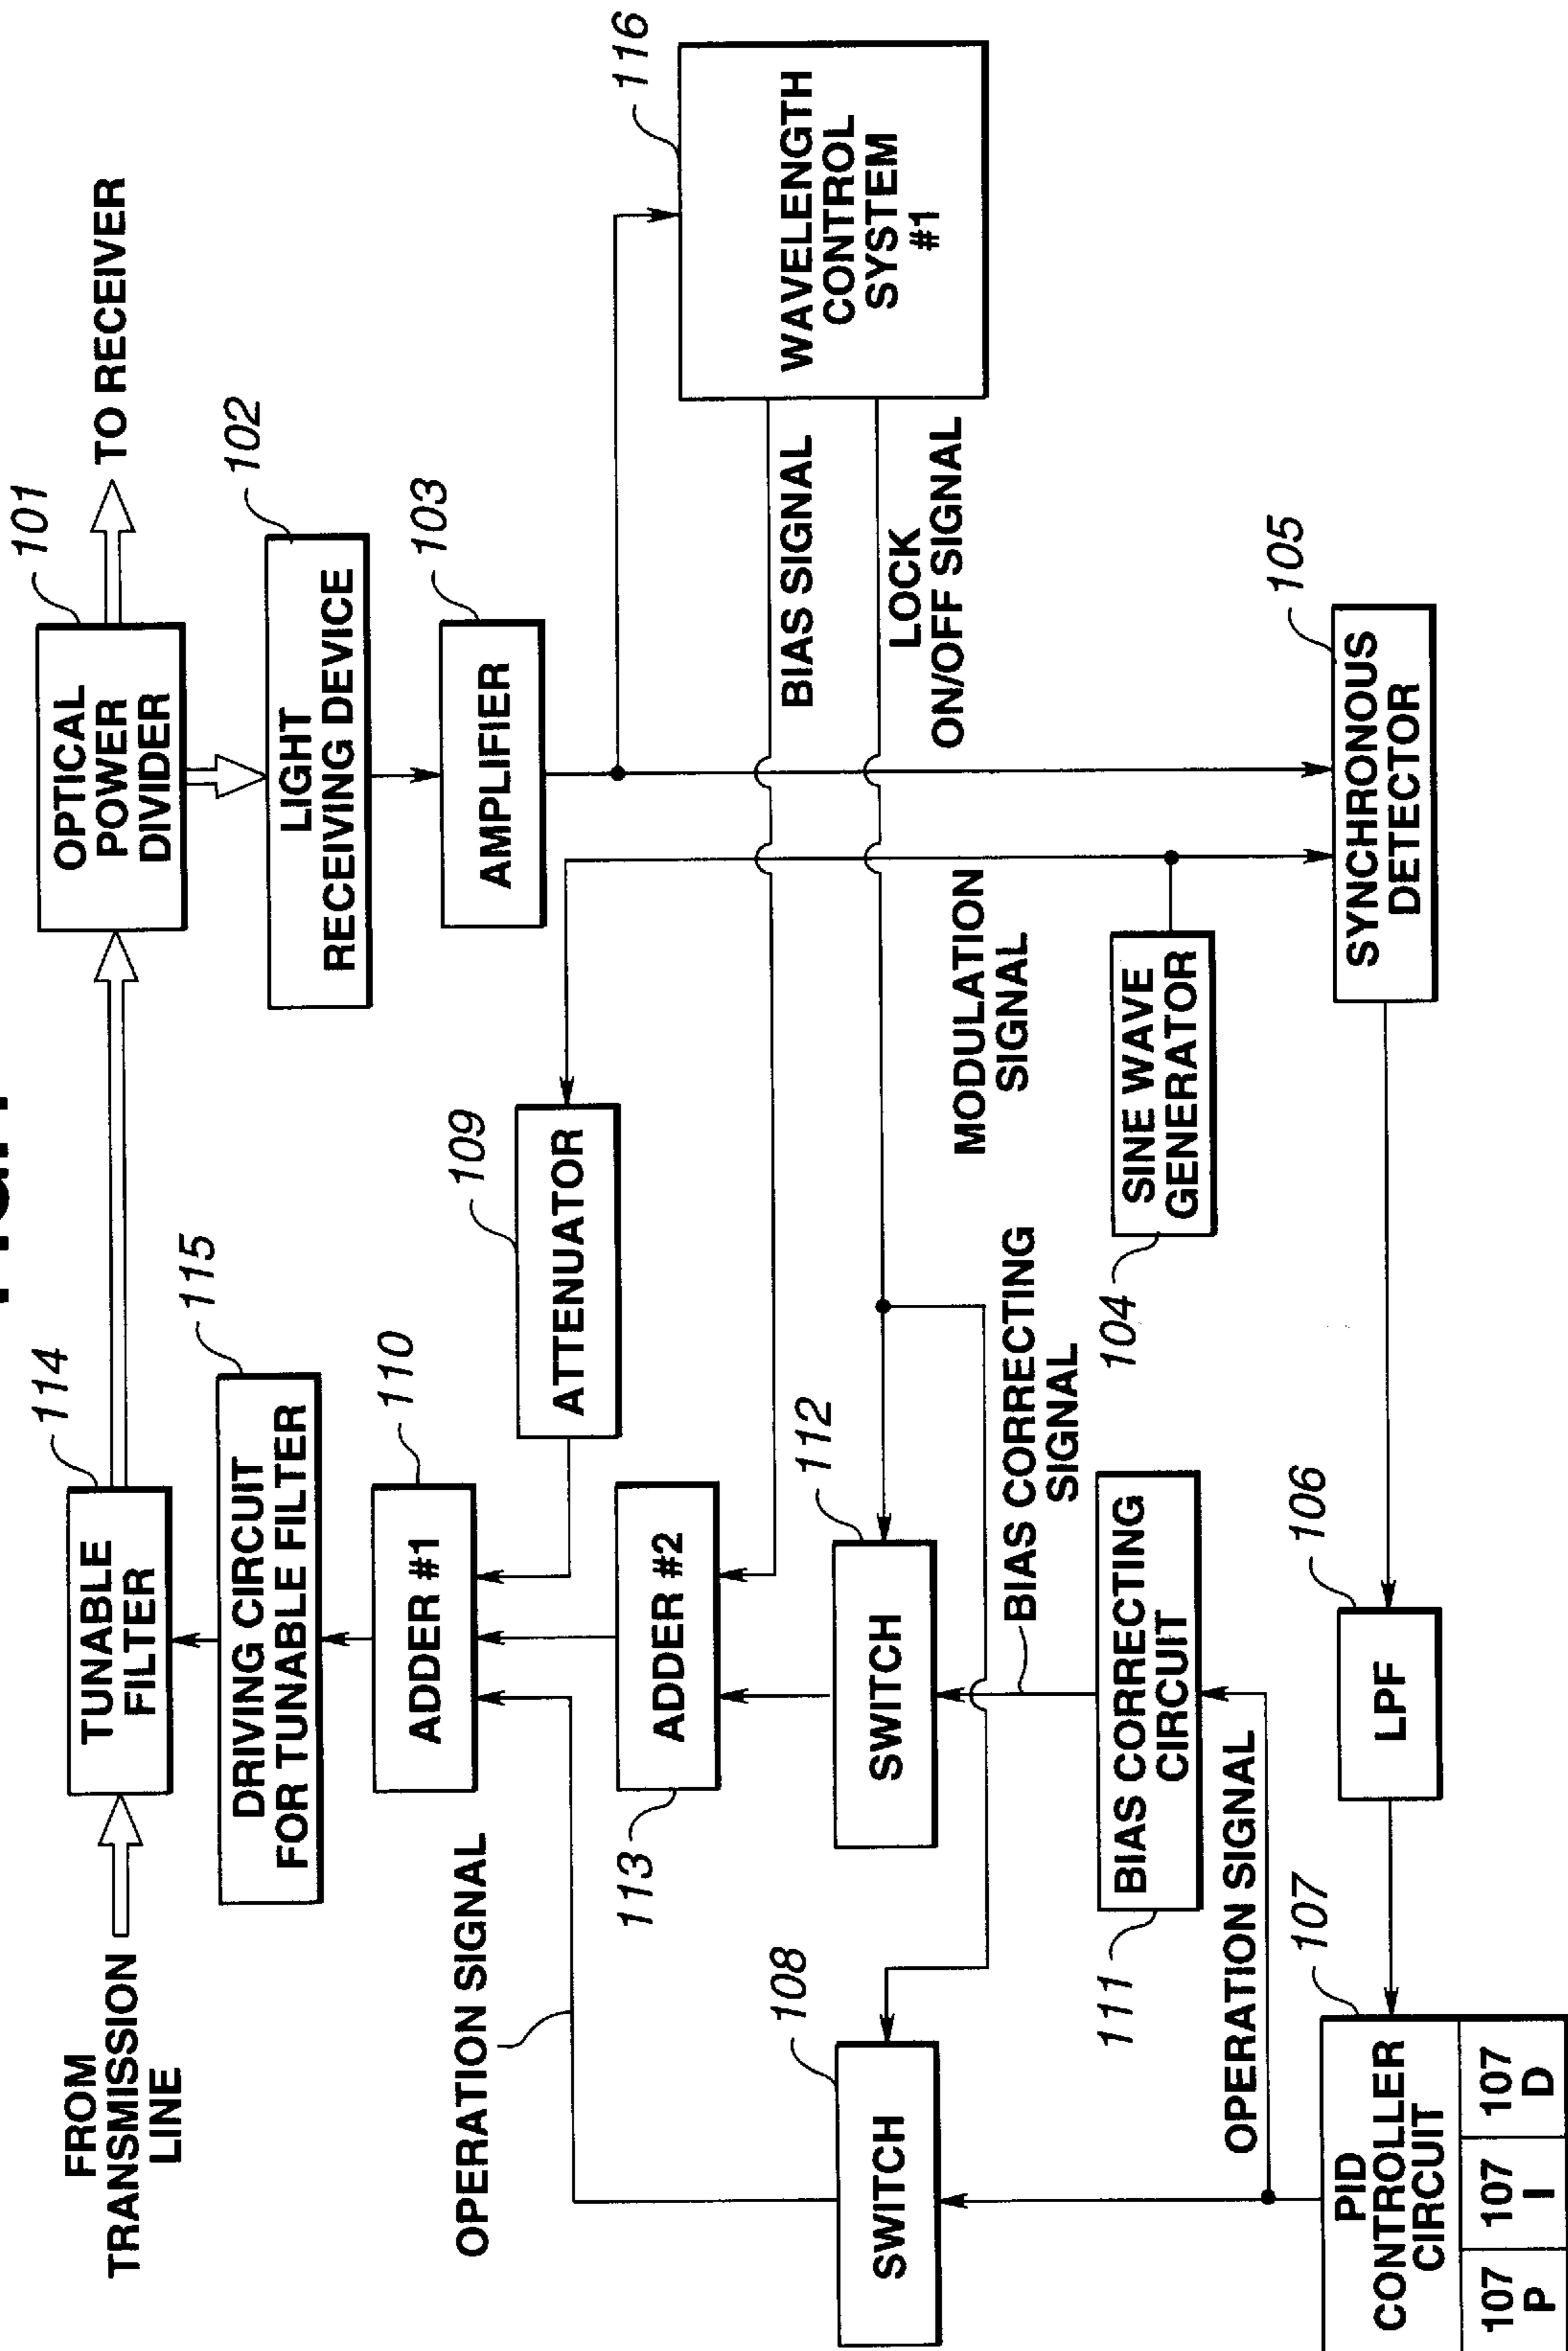 FROM
TRANSMISSION
LINE
114
TUNABLE
FILTER
101
OPTICAL
POWER
DIVIDER
TO RECEIVER
115
DRIVING CIRCUIT
FOR TUNABLE FILTER
102
LIGHT
RECEIVING DEVICE
OPERATION SIGNAL
110
ADDER #1
109
ATTENUATOR
103
AMPLIFIER
116
WAVELENGTH
CONTROL
SYSTEM
#1
113
ADDER #2
BIAS SIGNAL
108
SWITCH
112
SWITCH
LOCK
ON/OFF SIGNAL
MODULATION
SIGNAL
BIAS CORRECTING
SIGNAL
111
BIAS CORRECTING
CIRCUIT
104
SINE WAVE
GENERATOR
OPERATION SIGNAL
107
PID
CONTROLLER
CIRCUIT
107
P
107
I
107
D
106
LPF
105
SYNCHRONOUS
DETECTOR